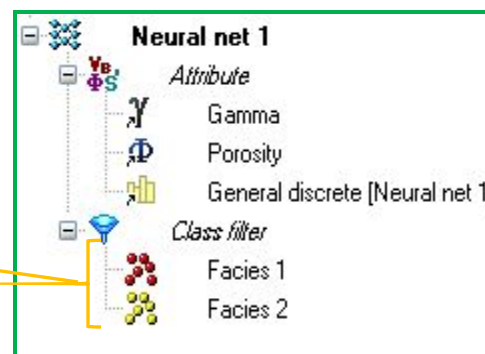 Neural net 1
Attribute
Gamma
Porosity
General discrete [Neural net 1
Class filter
Facies 1
Facies 2